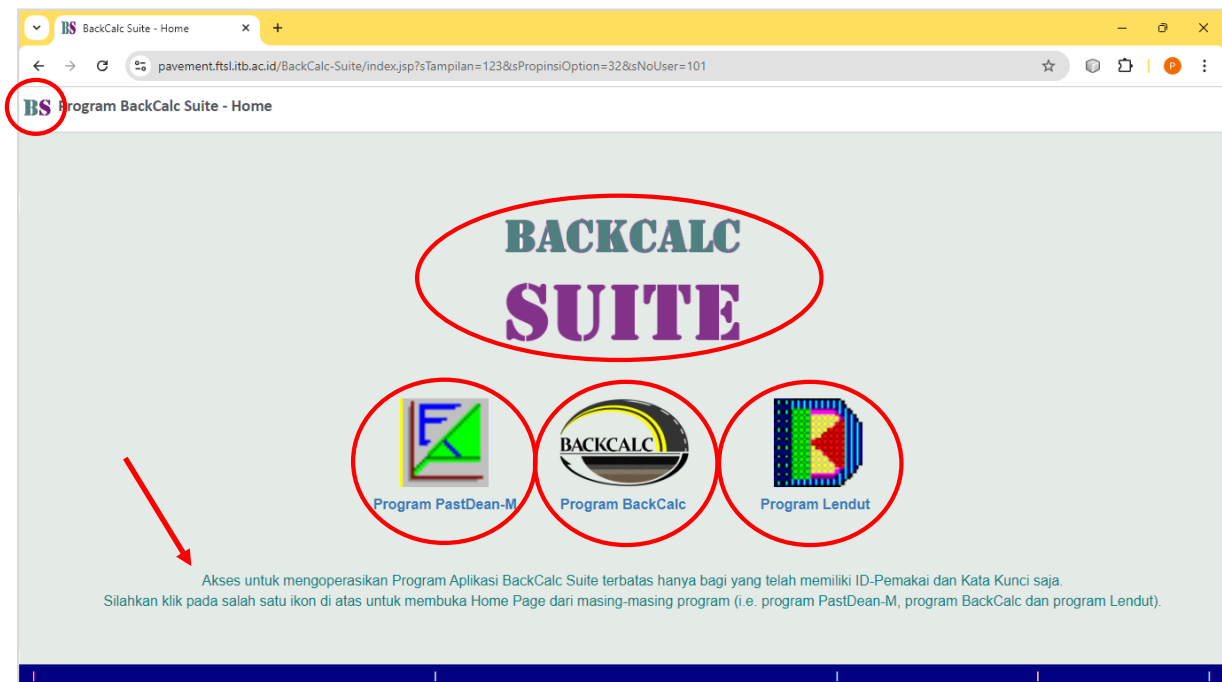 BS BackCalc Suite - Home
pavement.ftsl.itb.ac.id/BackCalc-Suite/index.jsp?sTampilan=123&sPropinsiOption=32&sNoUser=101
P
BS Program BackCalc Suite - Home
BACKCALC
SUITE
BACKCALC
Program PastDean-M
Program BackCalc
Program Lendut
Akses untuk mengoperasikan Program Aplikasi BackCalc Suite terbatas hanya bagi yang telah memiliki ID-Pemakai dan Kata Kunci saja.
Silahkan klik pada salah satu ikon di atas untuk membuka Home Page dari masing-masing program (i.e. program PastDean-M, program BackCalc dan program Lendut).